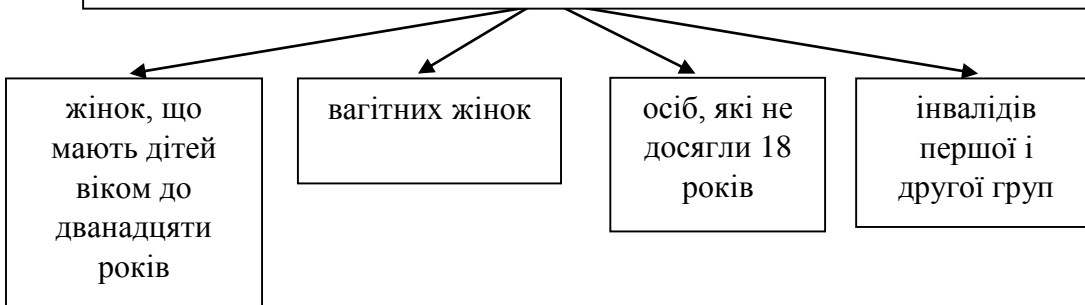 жінок, що
мають дітей
віком до
дванадцяти
років
вагітних жінок
осіб, які не
досягли 18
років
інвалідів
першої і
другої груп